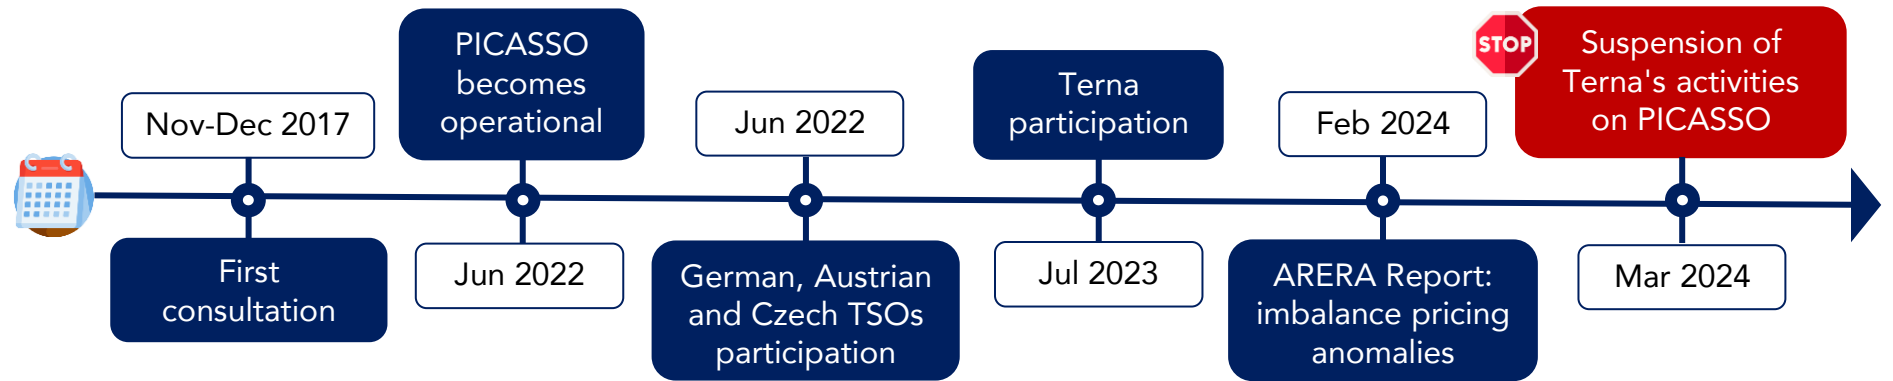 Nov-Dec 2017
First
consultation
PICASSO
becomes
operational
Jun 2022
Jun 2022
German, Austrian
and Czech TSOs
participation
Terna
participation
Jul 2023
Feb 2024
ARERA Report:
imbalance pricing
anomalies
STOP
Suspension of
Terna's activities
on PICASSO
Mar 2024